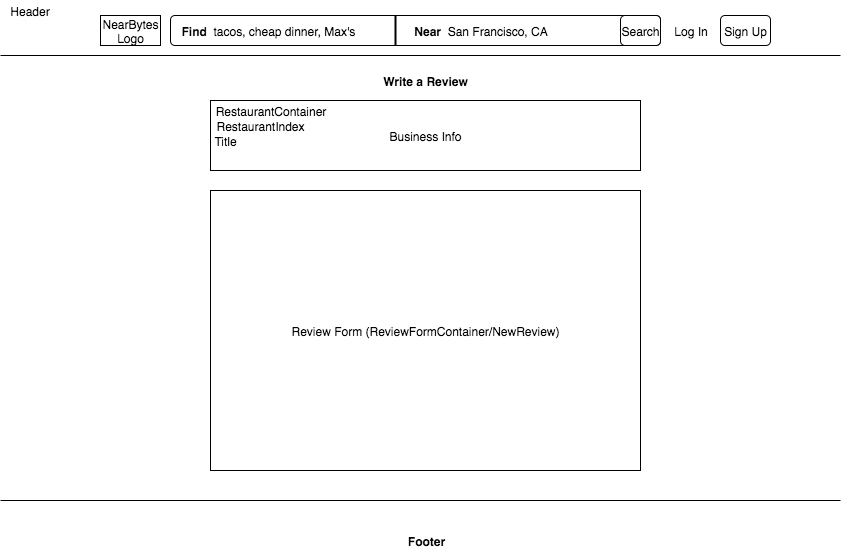 Header
NearBytes
Logo
Find tacos, cheap dinner, Max's
Near San Francisco, CA
Search
Log In
Sign Up
Write a Review
RestaurantContainer
RestaurantIndex
Title
Business Info
Review Form (ReviewFormContainer/NewReview)
Footer